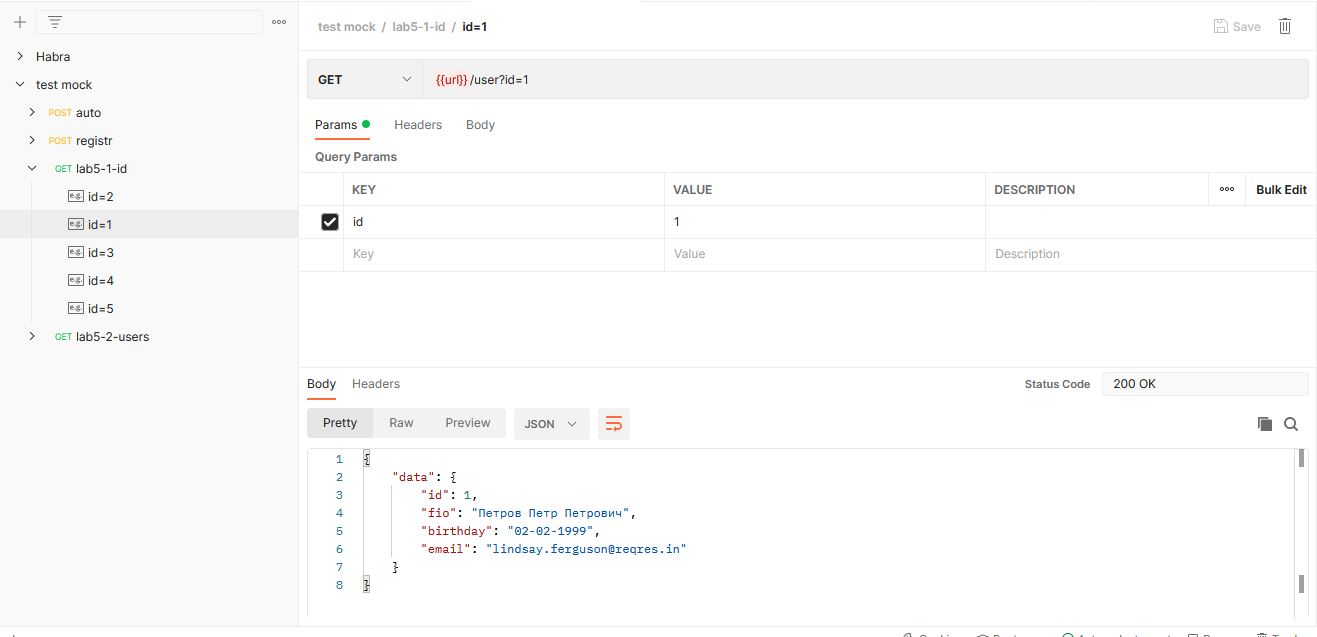 test mock / lab5-1-id / id=1
Save
Habra
test mock
POST auto
POST registr
GET lab5-1-id
e.g. id=2
e.g. id=1
e.g. id=3
e.g. id=4
e.g. id=5
GET lab5-2-users
GET
{{url}}/user?id=1
Params Headers Body
Query Params
KEY VALUE DESCRIPTION Bulk Edit
id 1
Key Value Description
Body Headers
Status Code 200 OK
Pretty Raw Preview JSON
1 {
2 "data": {
3 "id": 1,
4 "fio": "Петров Петр Петрович",
5 "birthday": "02-02-1999",
6 "email": "lindsay.ferguson@reqres.in"
7 }
8 }